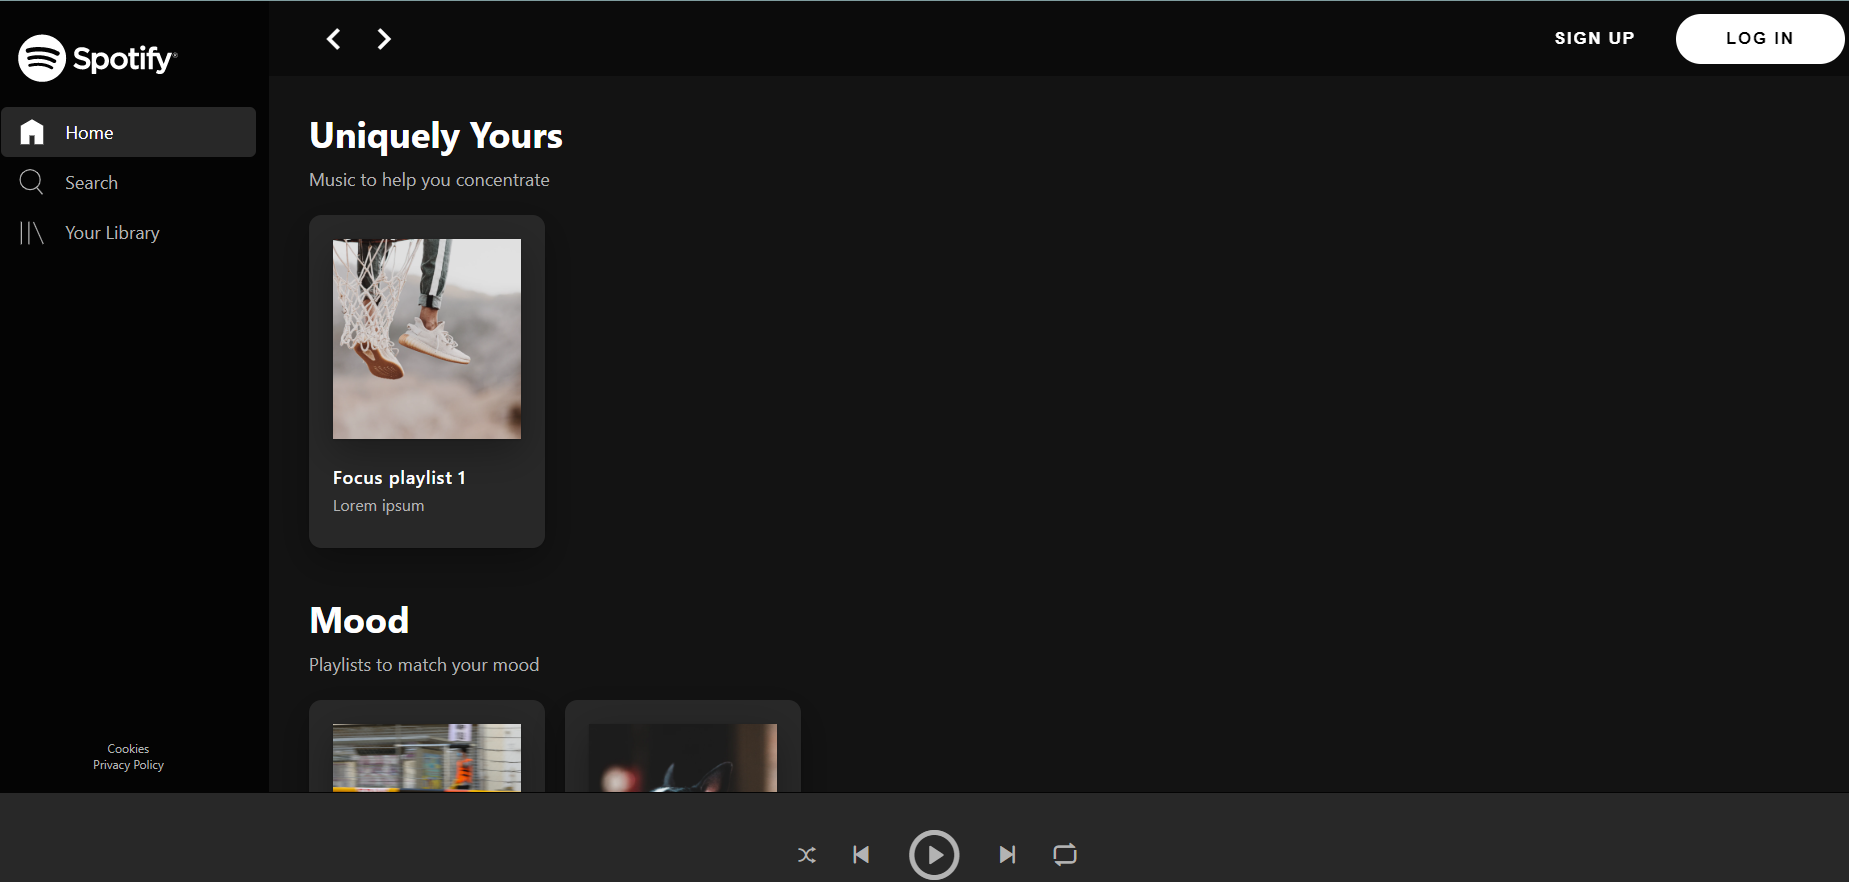 Spotify®
Home
Search
Your Library
Cookies
Privacy Policy
SIGN UP
LOG IN
Uniquely Yours
Music to help you concentrate
Focus playlist 1
Lorem ipsum
Mood
Playlists to match your mood